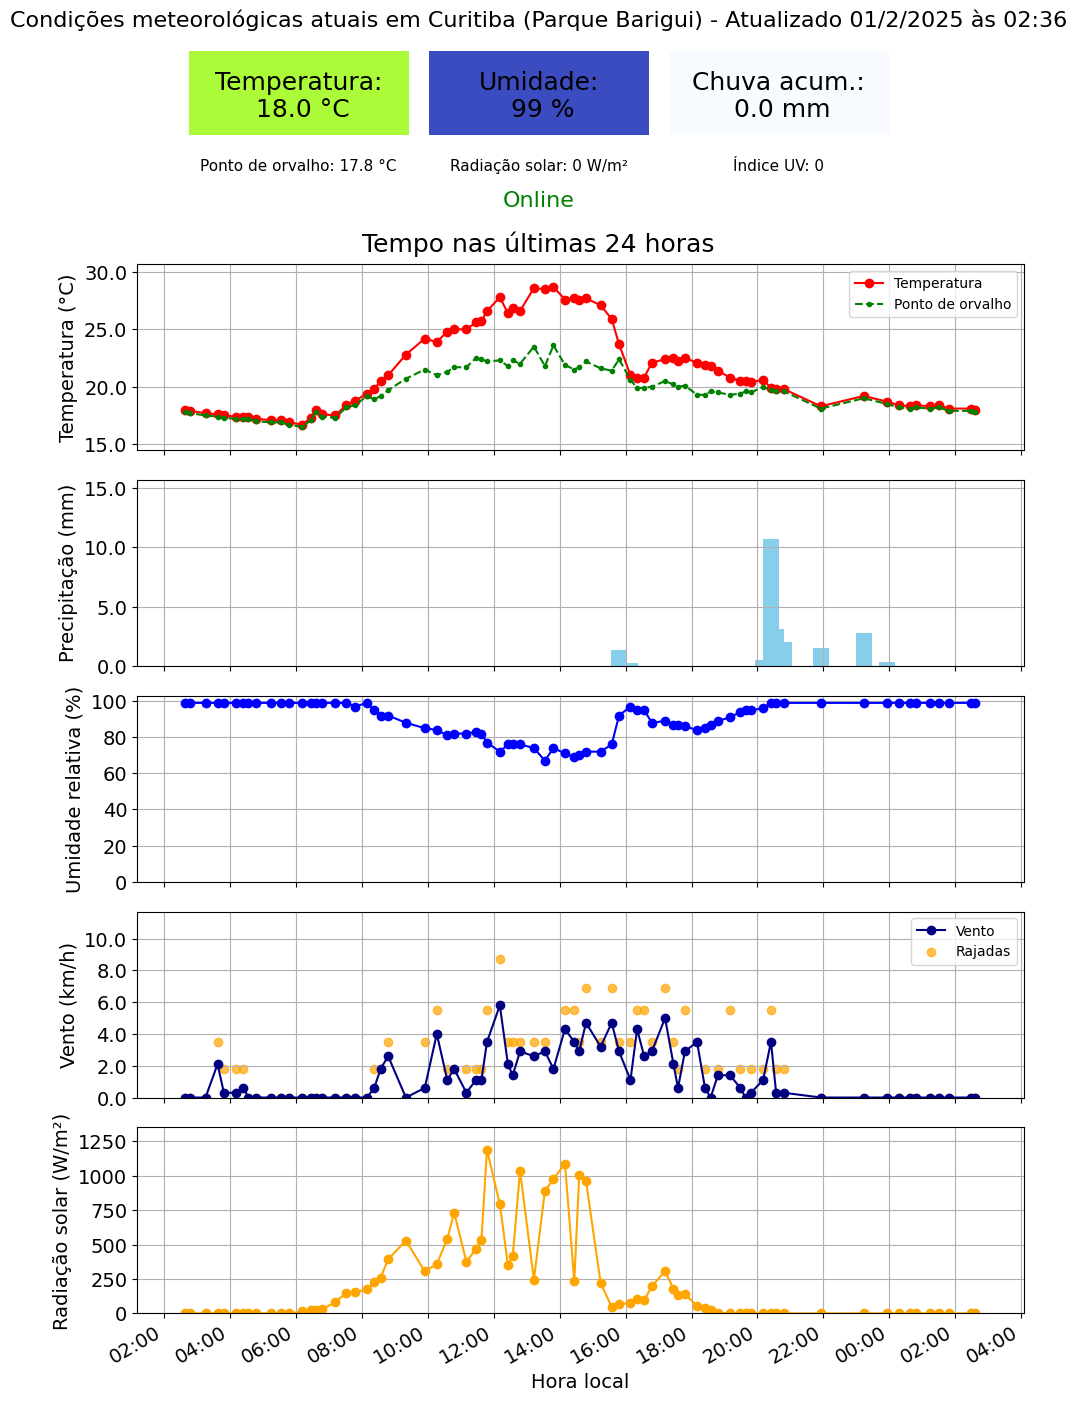 Condições meteorológicas atuais em Curitiba (Parque Barigui) - Atualizado 01/2/2025 às 02:36
Temperatura:
18.0 °C
Umidade:
99 %
Chuva acum.:
0.0 mm
Ponto de orvalho: 17.8 °C
Radiação solar: 0 W/m²
Índice UV: 0
Online
Tempo nas últimas 24 horas
Temperatura (°C)
30.0
25.0
20.0
15.0
Temperatura
Ponto de orvalho
Precipitação (mm)
15.0
10.0
5.0
0.0
Umidade relativa (%)
100
80
60
40
20
0
Vento (km/h)
10.0
8.0
6.0
4.0
2.0
0.0
Vento
Rajadas
Radiação solar (W/m²)
1250
1000
750
500
250
0
02:00
04:00
06:00
08:00
10:00
12:00
14:00
16:00
18:00
20:00
22:00
00:00
02:00
04:00
Hora local